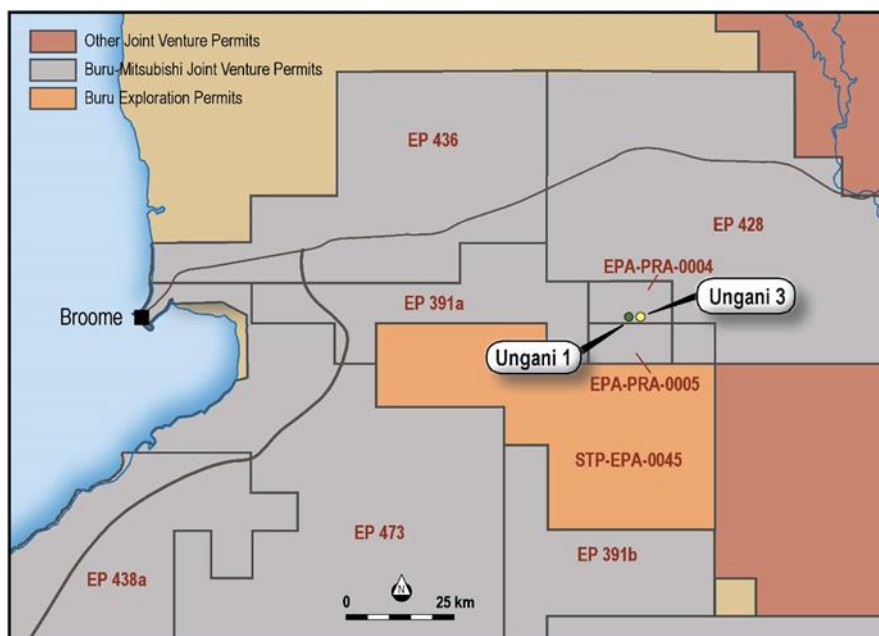 Other Joint Venture Permits
Buru-Mitsubishi Joint Venture Permits
Buru Exploration Permits
EP 436
EP 428
EPA-PRA-0004
EP 391a
Ungani 3
Broome
Ungani 1
EPA-PRA-0005
STP-EPA-0045
EP 473
EP 391b
EP 438a
N
0 25 km